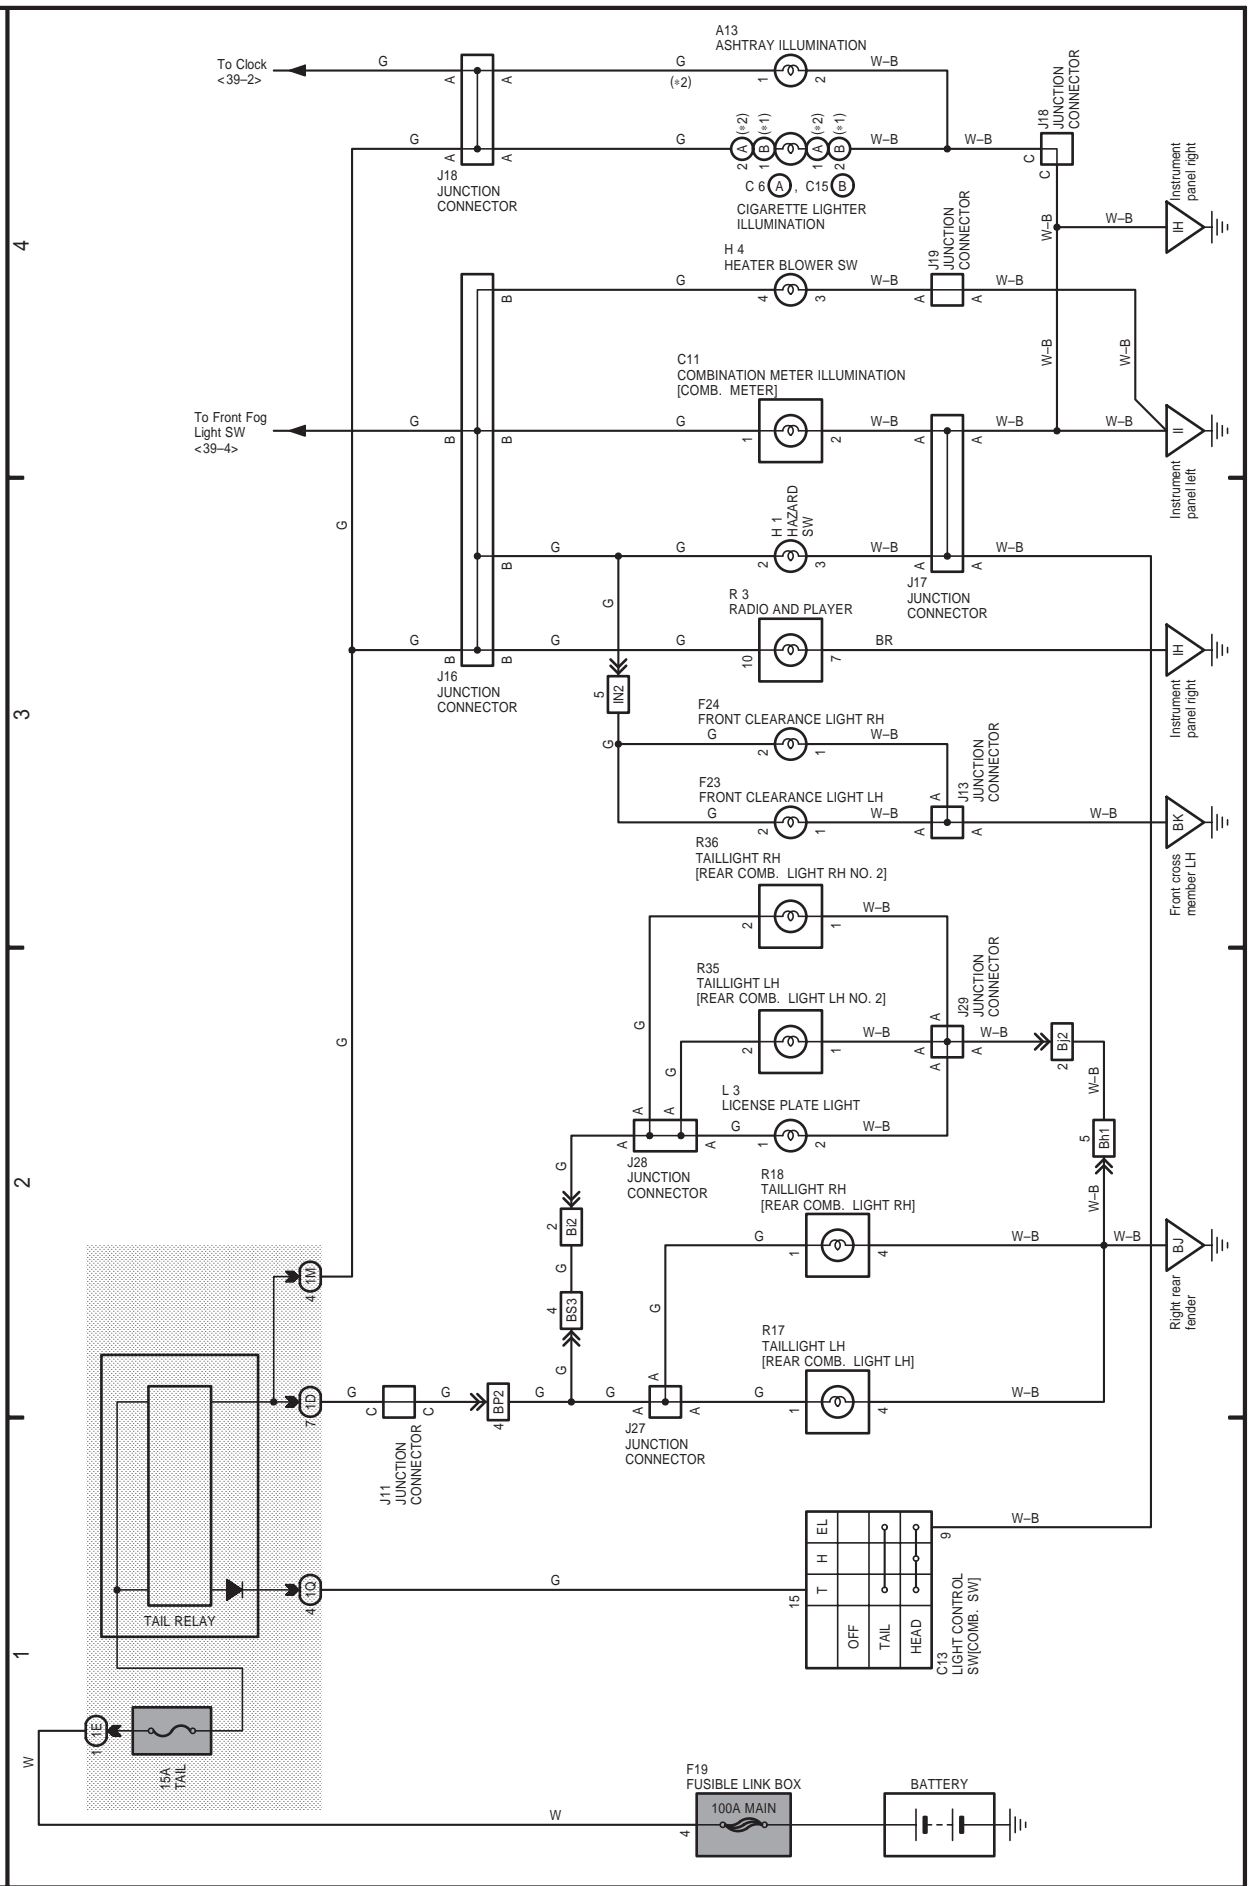 A13
ASHTRAY ILLUMINATION
To Clock
<39–2>
G
A
A
G
(∗2)
1
2
W–B
G
A
A
G
2
A
(∗2)
1
B
(∗1)
1
A
(∗2)
2
B
(∗1)
W–B
W–B
J18
JUNCTION
CONNECTOR
C
C
J18
JUNCTION
CONNECTOR
C 6 A , C15 B
CIGARETTE LIGHTER
ILLUMINATION
W–B
W–B
IH
Instrument
panel right
4
H 4
HEATER BLOWER SW
B
G
4
3
W–B
A
A
J19
JUNCTION
CONNECTOR
W–B
W–B
W–B
C11
COMBINATION METER ILLUMINATION
[COMB. METER]
To Front Fog
Light SW
<39–4>
G
B
B
G
1
2
W–B
A
A
W–B
W–B
II
Instrument
panel left
G
B
G
G
H 1
HAZARD
SW
2
3
W–B
A
A
W–B
J17
JUNCTION
CONNECTOR
G
R 3
RADIO AND PLAYER
G
B
B
G
G
10
7
BR
IH
Instrument
panel right
J16
JUNCTION
CONNECTOR
5
IN2
3
F24
FRONT CLEARANCE LIGHT RH
G
G
2
1
W–B
F23
FRONT CLEARANCE LIGHT LH
G
2
1
W–B
A
A
A
J13
JUNCTION
CONNECTOR
W–B
BK
Front cross
member LH
R36
TAILLIGHT RH
[REAR COMB. LIGHT RH NO. 2]
2
1
W–B
R35
TAILLIGHT LH
[REAR COMB. LIGHT LH NO. 2]
G
G
G
2
1
W–B
A
A
A
A
J29
JUNCTION
CONNECTOR
W–B
2
Bj2
W–B
L 3
LICENSE PLATE LIGHT
A
A
A
A
G
1
2
W–B
5
Bh1
J28
JUNCTION
CONNECTOR
G
2
Bi2
G
4
BS3
G
2
R18
TAILLIGHT RH
[REAR COMB. LIGHT RH]
G
1
4
W–B
W–B
W–B
BJ
Right rear
fender
G
4
1M
R17
TAILLIGHT LH
[REAR COMB. LIGHT LH]
7
1D
G
C
C
G
4
BP2
G
G
A
A
A
G
1
4
W–B
J11
JUNCTION
CONNECTOR
J27
JUNCTION
CONNECTOR
TAIL RELAY
4
1Q
G
15
T
H
EL
OFF
TAIL
HEAD
9
W–B
C13
LIGHT CONTROL
SW[COMB. SW]
1
1
1E
W
15A
TAIL
F19
FUSIBLE LINK BOX
100A MAIN
W
4
BATTERY